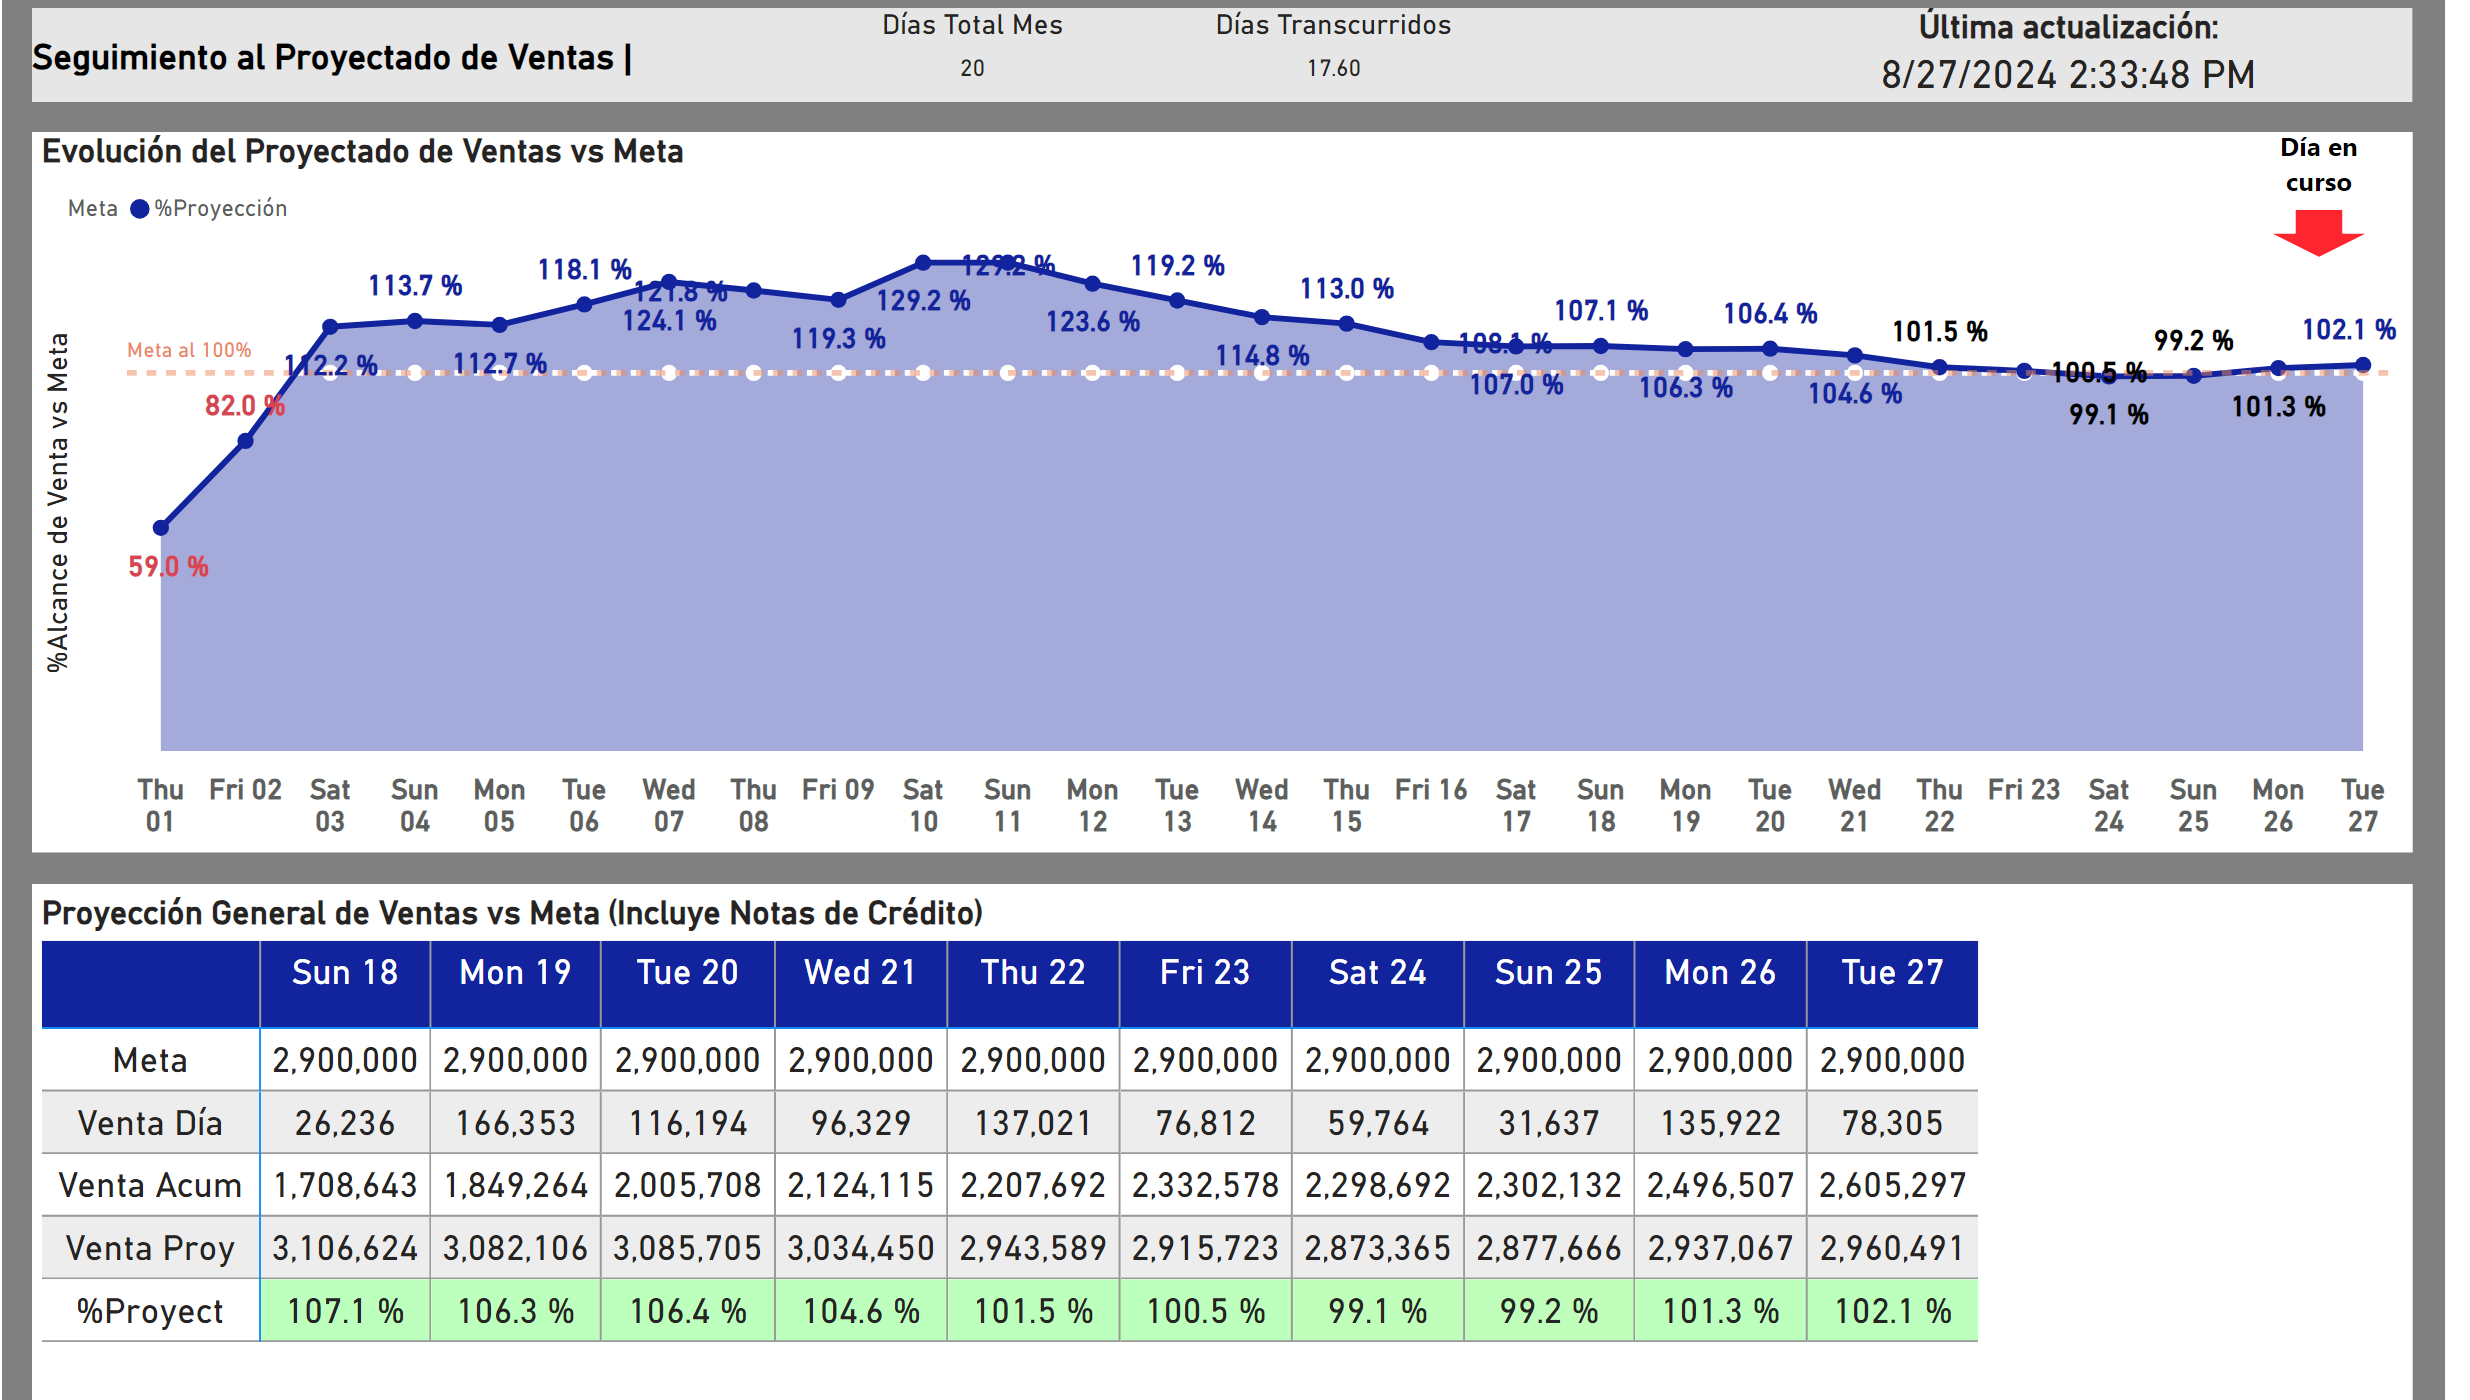 Seguimiento al Proyectado de Ventas |
Días Total Mes
20
Días Transcurridos
17.60
Última actualización:
8/27/2024 2:33:48 PM
Evolución del Proyectado de Ventas vs Meta
Día en
curso
Meta %Proyección
%Alcance de Venta vs Meta
Meta al 100%
59.0 %
82.0 %
112.2 %
113.7 %
112.7 %
118.1 %
124.1 %
121.8 %
119.3 %
129.2 %
129.2 %
123.6 %
119.2 %
114.8 %
113.0 %
108.1 %
107.0 %
107.1 %
106.3 %
106.4 %
104.6 %
101.5 %
100.5 %
99.1 %
99.2 %
101.3 %
102.1 %
Thu Fri 02 Sat Sun Mon Tue Wed Thu Fri 09 Sat Sun Mon Tue Wed Thu Fri 16 Sat Sun Mon Tue Wed Thu Fri 23 Sat Sun Mon Tue
01 03 04 05 06 07 08 10 11 12 13 14 15 17 18 19 20 21 22 24 25 26 27
Proyección General de Ventas vs Meta (Incluye Notas de Crédito)
Sun 18 Mon 19 Tue 20 Wed 21 Thu 22 Fri 23 Sat 24 Sun 25 Mon 26 Tue 27
Meta 2,900,000 2,900,000 2,900,000 2,900,000 2,900,000 2,900,000 2,900,000 2,900,000 2,900,000 2,900,000
Venta Día 26,236 166,353 116,194 96,329 137,021 76,812 59,764 31,637 135,922 78,305
Venta Acum 1,708,643 1,849,264 2,005,708 2,124,115 2,207,692 2,332,578 2,298,692 2,302,132 2,496,507 2,605,297
Venta Proy 3,106,624 3,082,106 3,085,705 3,034,450 2,943,589 2,915,723 2,873,365 2,877,666 2,937,067 2,960,491
%Proyect 107.1 % 106.3 % 106.4 % 104.6 % 101.5 % 100.5 % 99.1 % 99.2 % 101.3 % 102.1 %